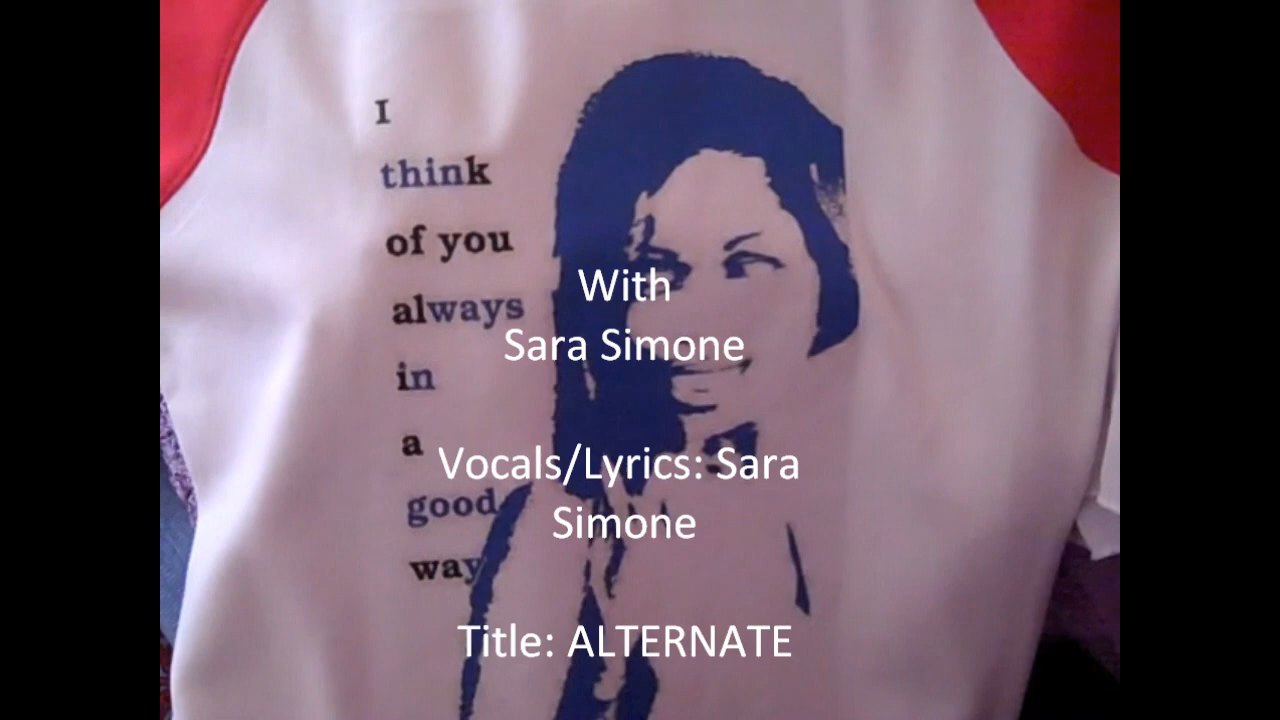 I
think
of you
always
in
a
good
way
With
Sara Simone
Vocals/Lyrics: Sara
Simone
Title: ALTERNATE